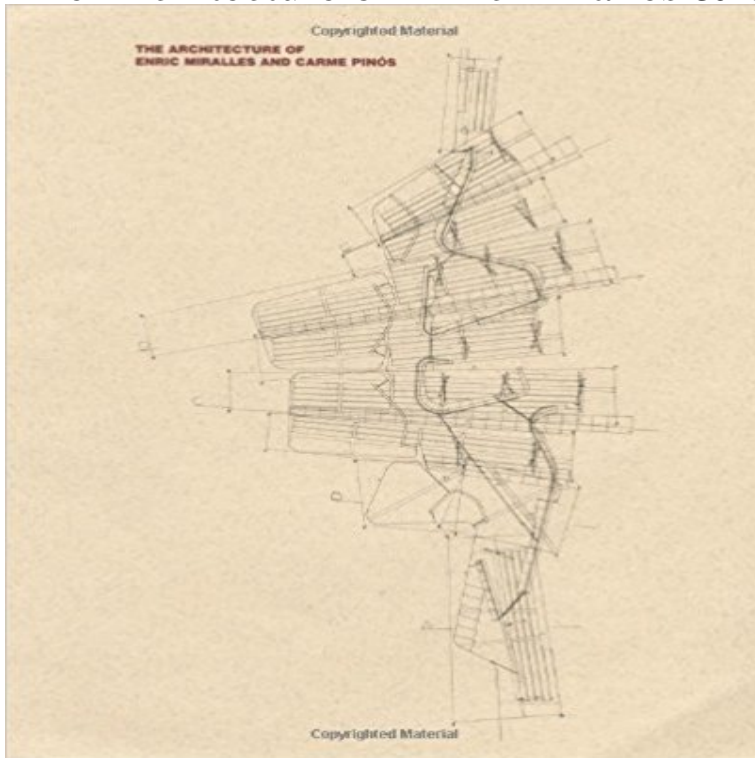 Copyrighted Material
THE ARCHITECTURE OF
ENRIC MIRALLES AND CARME PINÓS
Copyrighted Material